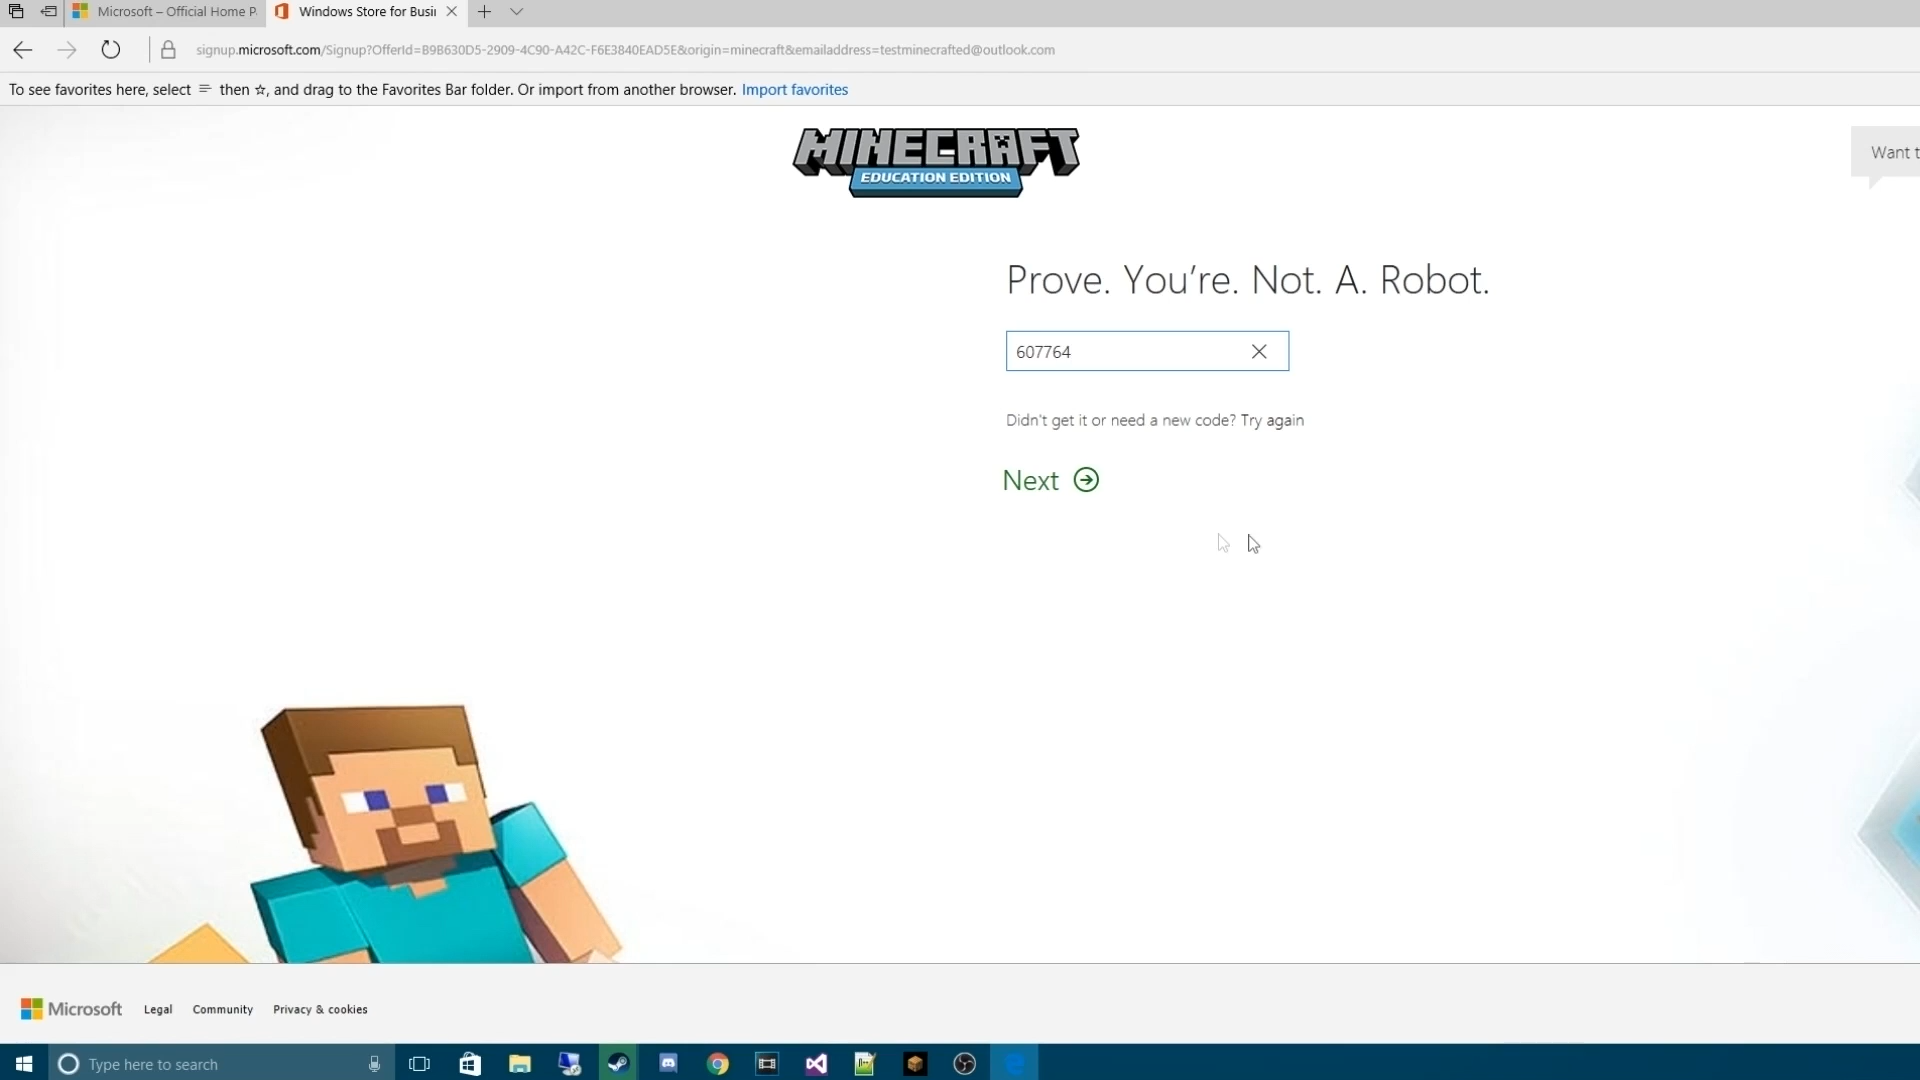 Microsoft – Official Home P
Windows Store for Busi
signup.microsoft.com/Signup?OfferId=B9B630D5-2909-4C90-A42C-F6E3840EAD5E&origin=minecraft&emailaddress=testminecrafted@outlook.com
To see favorites here, select then ☆, and drag to the Favorites Bar folder. Or import from another browser. Import favorites
MINECRAFT
EDUCATION EDITION
Want t
Prove. You’re. Not. A. Robot.
607764
Didn't get it or need a new code? Try again
Next
Microsoft Legal Community Privacy & cookies
Type here to search